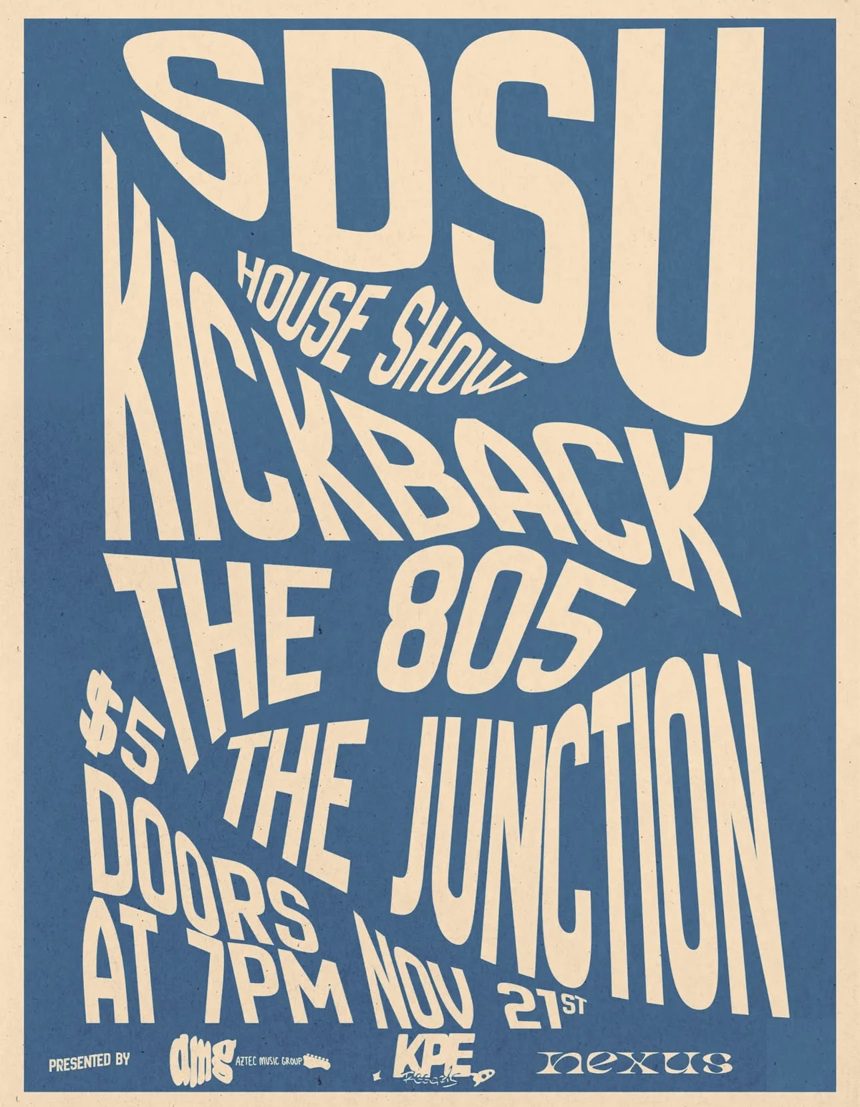 SDSU
HOUSE SHOW
KICKBACK
THE 805
$5
THE JUNCTION
DOORS
AT 7PM NOV 21ST
PRESENTED BY amg AZTEC MUSIC GROUP KPE nexus